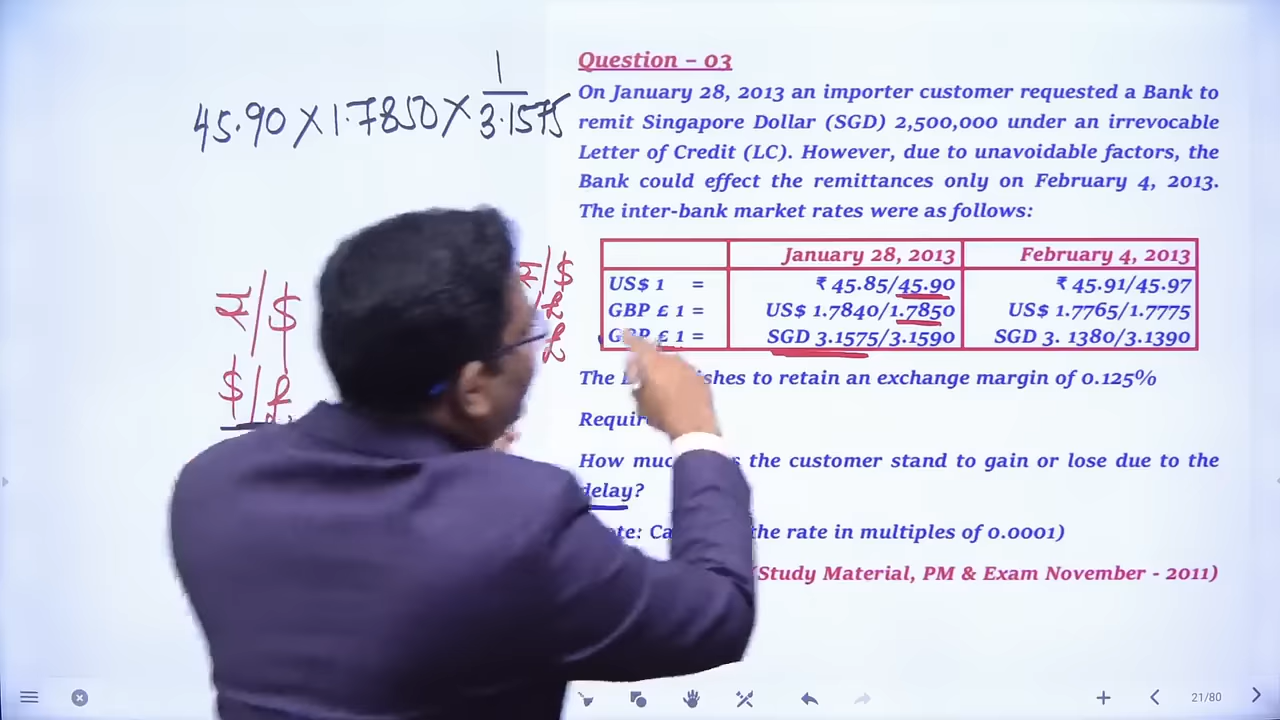 1
45.90 X 1.7850 X 3.1575
₹/$
$/£
₹/$
£
£
Question – 03
On January 28, 2013 an importer customer requested a Bank to
remit Singapore Dollar (SGD) 2,500,000 under an irrevocable
Letter of Credit (LC). However, due to unavoidable factors, the
Bank could effect the remittances only on February 4, 2013.
The inter-bank market rates were as follows:
January 28, 2013 February 4, 2013
US$ 1 = ₹ 45.85/45.90 ₹ 45.91/45.97
GBP £ 1 = US$ 1.7840/1.7850 US$ 1.7765/1.7775
GBP £ 1 = SGD 3.1575/3.1590 SGD 3. 1380/3.1390
The to retain an exchange margin of 0.125%
How the customer stand to gain or lose due to the
delay?
the rate in multiples of 0.0001)
(Study Material, PM & Exam November - 2011)
21/80